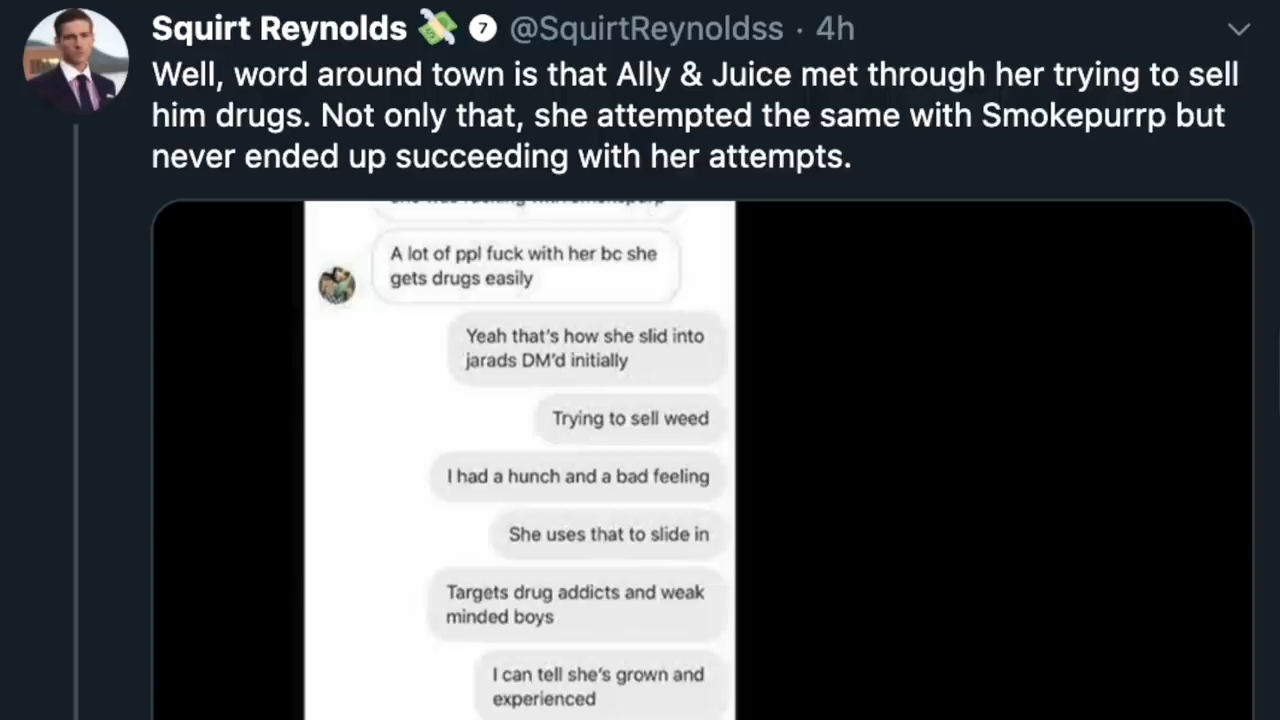 Squirt Reynolds 💸 7 @SquirtReynoldss · 4h
Well, word around town is that Ally & Juice met through her trying to sell
him drugs. Not only that, she attempted the same with Smokepurrp but
never ended up succeeding with her attempts.
A lot of ppl fuck with her bc she
gets drugs easily
Yeah that's how she slid into
jarads DM'd initially
Trying to sell weed
I had a hunch and a bad feeling
She uses that to slide in
Targets drug addicts and weak
minded boys
I can tell she's grown and
experienced